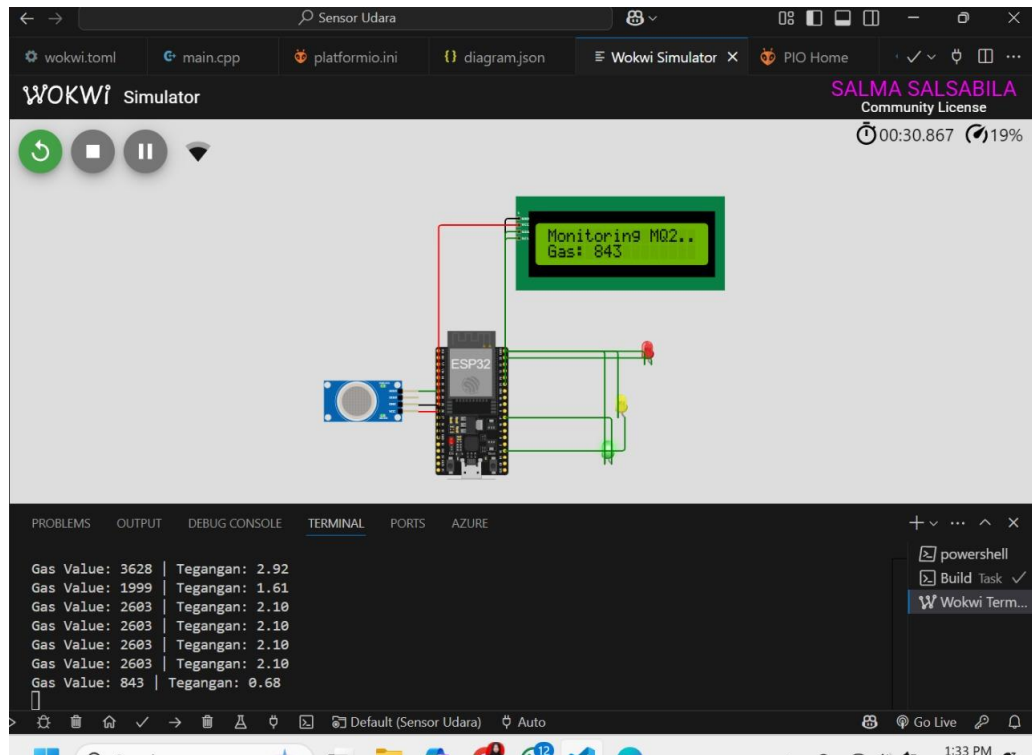 Sensor Udara
wokwi.toml
main.cpp
platformio.ini
diagram.json
Wokwi Simulator
PIO Home
WOKWi Simulator
SALMA SALSABILA
Community License
00:30.867
19%
Monitoring MQ2..
Gas: 843
ESP32
PROBLEMS OUTPUT DEBUG CONSOLE TERMINAL PORTS AZURE
powershell
Build Task
Wokwi Term...
Gas Value: 3628 | Tegangan: 2.92
Gas Value: 1999 | Tegangan: 1.61
Gas Value: 2603 | Tegangan: 2.10
Gas Value: 2603 | Tegangan: 2.10
Gas Value: 2603 | Tegangan: 2.10
Gas Value: 2603 | Tegangan: 2.10
Gas Value: 843 | Tegangan: 0.68
Default (Sensor Udara) Auto Go Live
12
1:33 PM